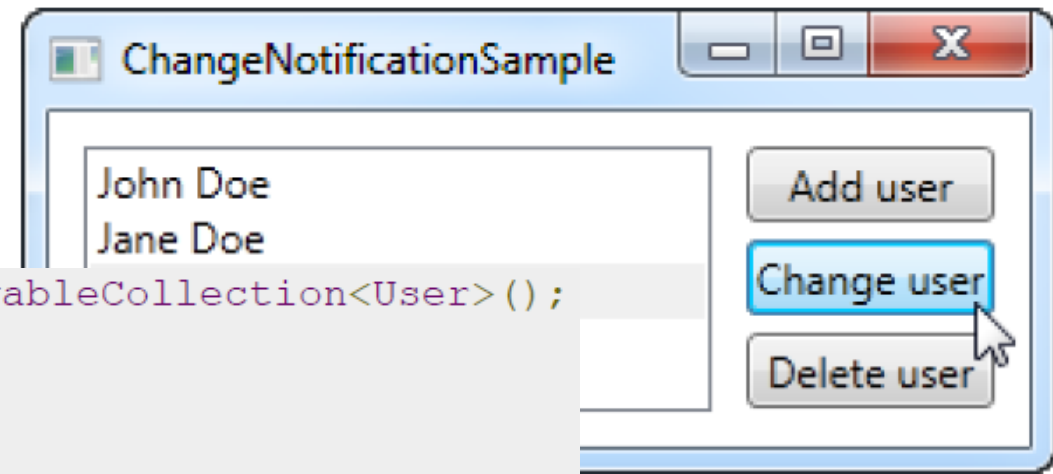 ChangeNotificationSample
John Doe
Jane Doe
Add user
Change user
Delete user
ableCollection<User>();